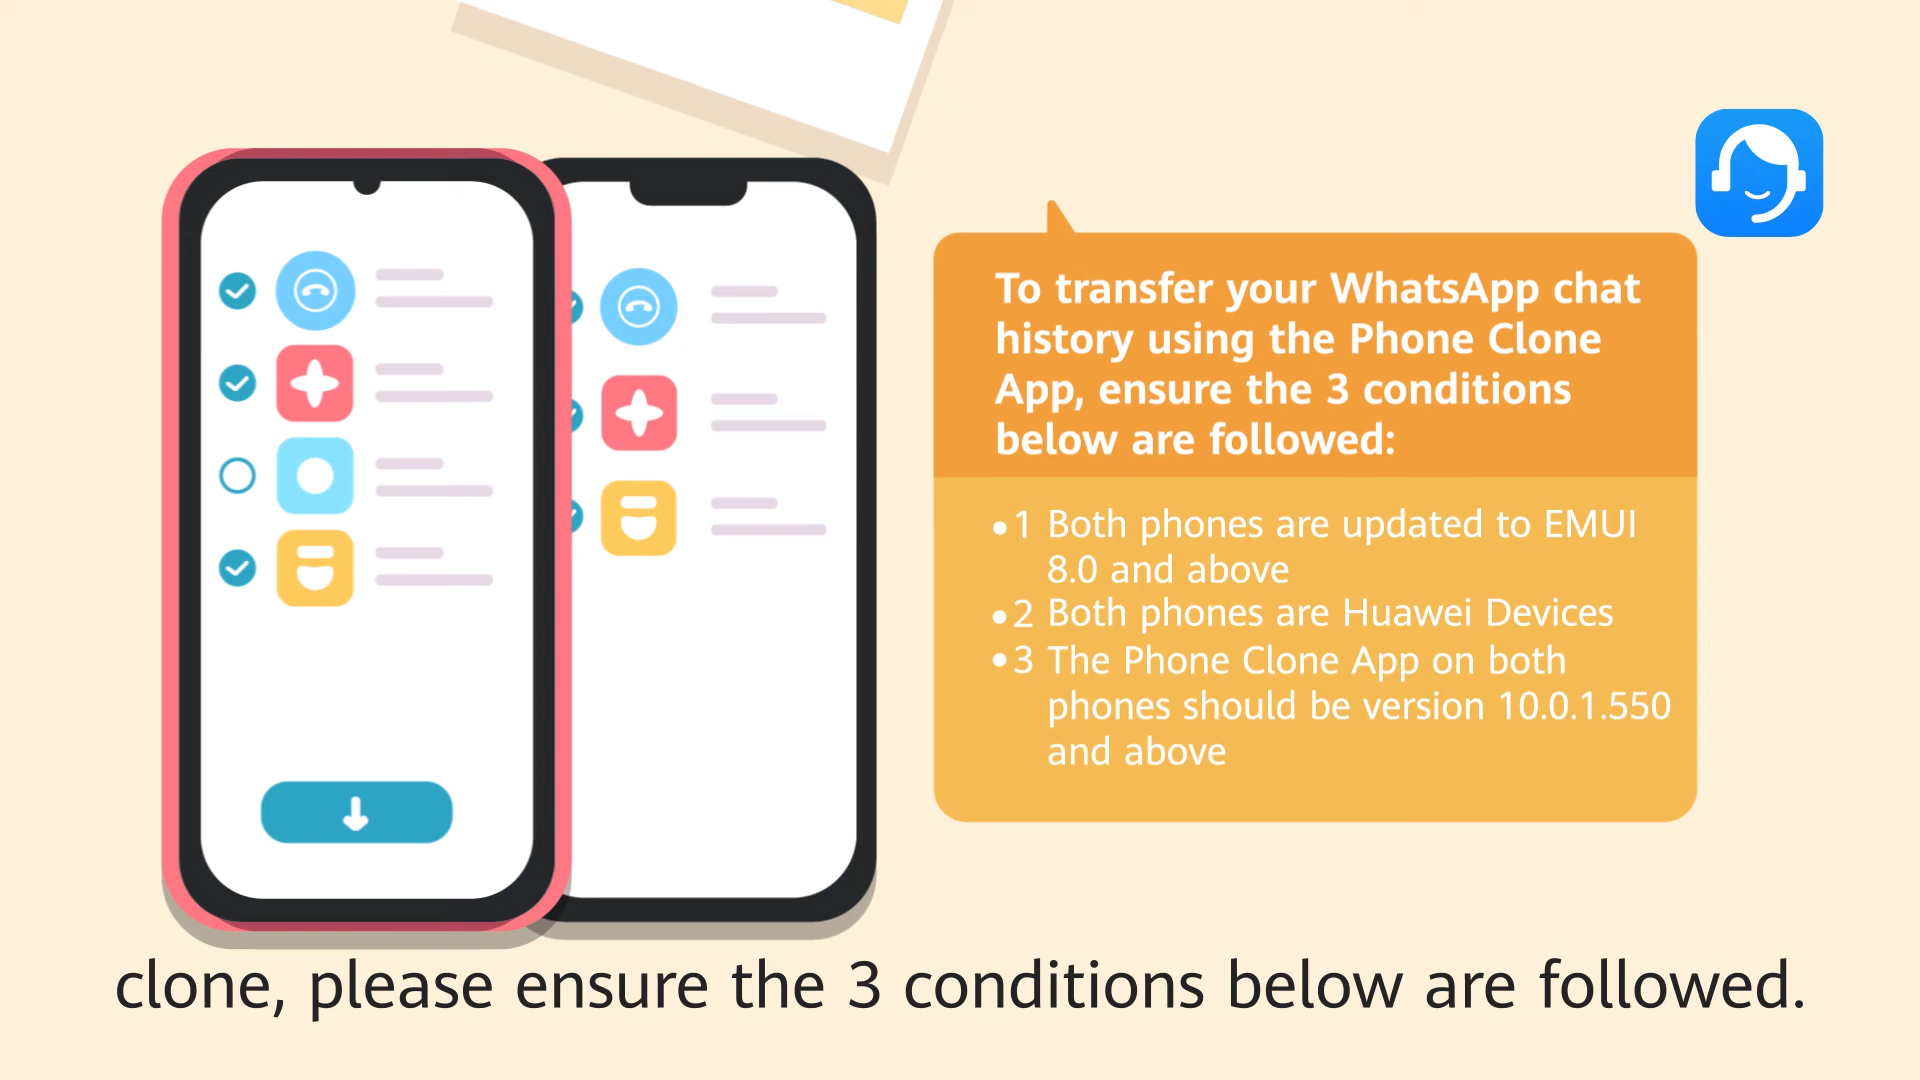 To transfer your WhatsApp chat
history using the Phone Clone
App, ensure the 3 conditions
below are followed:
•1 Both phones are updated to EMUI
8.0 and above
•2 Both phones are Huawei Devices
•3 The Phone Clone App on both
phones should be version 10.0.1.550
and above
clone, please ensure the 3 conditions below are followed.